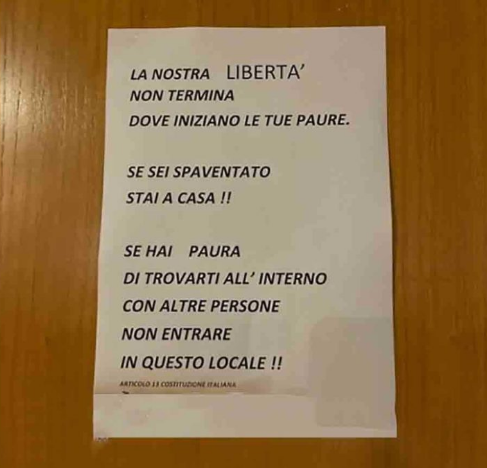 LA NOSTRA LIBERTA'
NON TERMINA
DOVE INIZIANO LE TUE PAURE.
SE SEI SPAVENTATO
STAI A CASA !!
SE HAI PAURA
DI TROVARTI ALL' INTERNO
CON ALTRE PERSONE
NON ENTRARE
IN QUESTO LOCALE !!
ARTICOLO 13 COSTITUZIONE ITALIANA